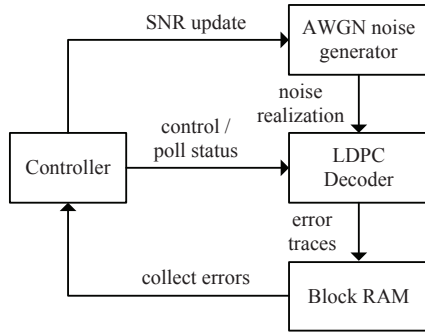 SNR update
AWGN noise
generator
noise
realization
control /
poll status
Controller
LDPC
Decoder
error
traces
collect errors
Block RAM